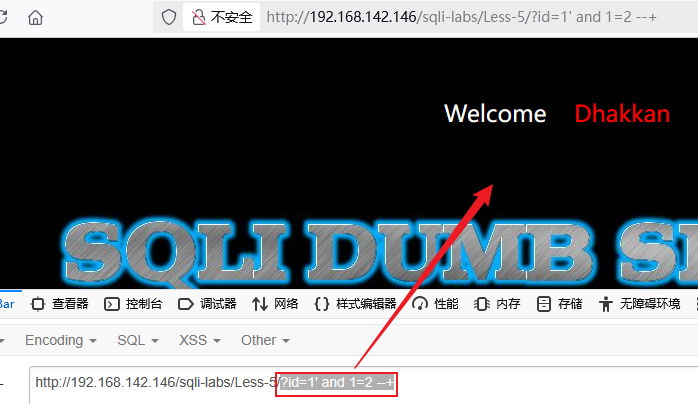 不安全 http://192.168.142.146/sqli-labs/Less-5/?id=1' and 1=2 --+
Welcome Dhakkan
SQLI DUMB
查看器 控制台 调试器 网络 样式编辑器 性能 内存 存储 无障碍环境
Encoding SQL XSS Other
http://192.168.142.146/sqli-labs/Less-5/?id=1' and 1=2 --+